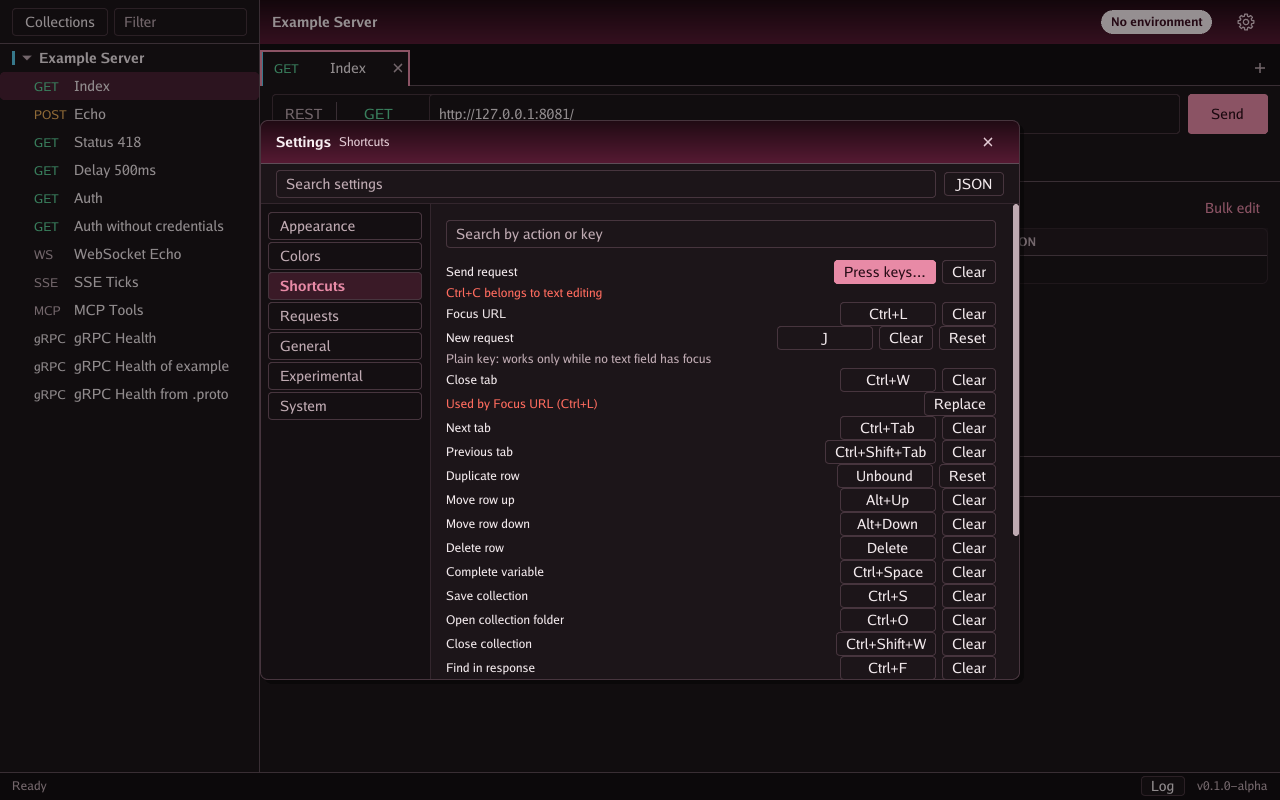 Collections Filter Example Server No environment
Example Server
GET Index
GET Index
POST Echo
GET Status 418
GET Delay 500ms
GET Auth
GET Auth without credentials
WS WebSocket Echo
SSE SSE Ticks
MCP MCP Tools
gRPC gRPC Health
gRPC gRPC Health of example
gRPC gRPC Health from .proto
REST GET http://127.0.0.1:8081/ Send
Bulk edit
ON
Settings Shortcuts
Search settings JSON
Appearance
Colors
Shortcuts
Requests
General
Experimental
System
Search by action or key
Send request Press keys... Clear
Ctrl+C belongs to text editing
Focus URL Ctrl+L Clear
New request J Clear Reset
Plain key: works only while no text field has focus
Close tab Ctrl+W Clear
Used by Focus URL (Ctrl+L) Replace
Next tab Ctrl+Tab Clear
Previous tab Ctrl+Shift+Tab Clear
Duplicate row Unbound Reset
Move row up Alt+Up Clear
Move row down Alt+Down Clear
Delete row Delete Clear
Complete variable Ctrl+Space Clear
Save collection Ctrl+S Clear
Open collection folder Ctrl+O Clear
Close collection Ctrl+Shift+W Clear
Find in response Ctrl+F Clear
Ready Log v0.1.0-alpha